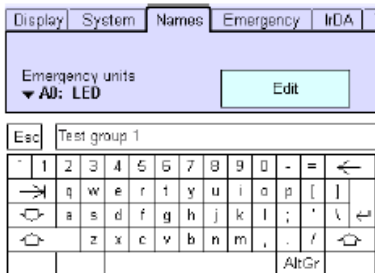 Display System Names Emergency IrDA
Emergency units
A0: LED
Edit
Esc Test group 1
` 1 2 3 4 5 6 7 8 9 0 - =
q w e r t y u i o p [ ]
a s d f g h j k l ; ' \
z x c v b n m , . /
AltGr